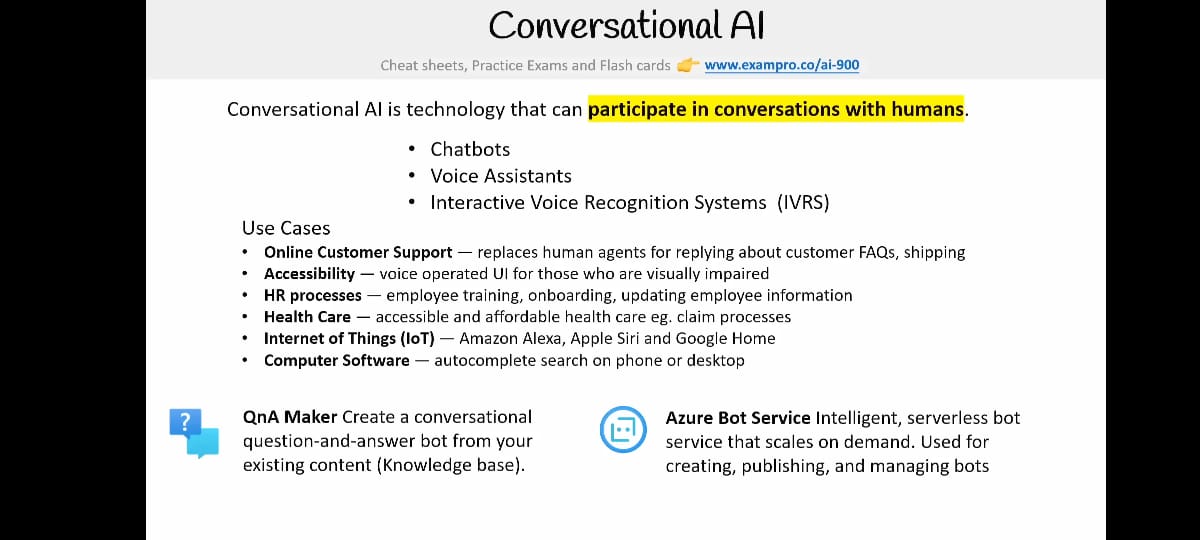 Conversational AI
Cheat sheets, Practice Exams and Flash cards 👉 www.exampro.co/ai-900
Conversational AI is technology that can participate in conversations with humans.
• Chatbots
• Voice Assistants
• Interactive Voice Recognition Systems (IVRS)
Use Cases
• Online Customer Support — replaces human agents for replying about customer FAQs, shipping
• Accessibility — voice operated UI for those who are visually impaired
• HR processes — employee training, onboarding, updating employee information
• Health Care — accessible and affordable health care eg. claim processes
• Internet of Things (IoT) — Amazon Alexa, Apple Siri and Google Home
• Computer Software — autocomplete search on phone or desktop
?
QnA Maker Create a conversational
question-and-answer bot from your
existing content (Knowledge base).
Azure Bot Service Intelligent, serverless bot
service that scales on demand. Used for
creating, publishing, and managing bots